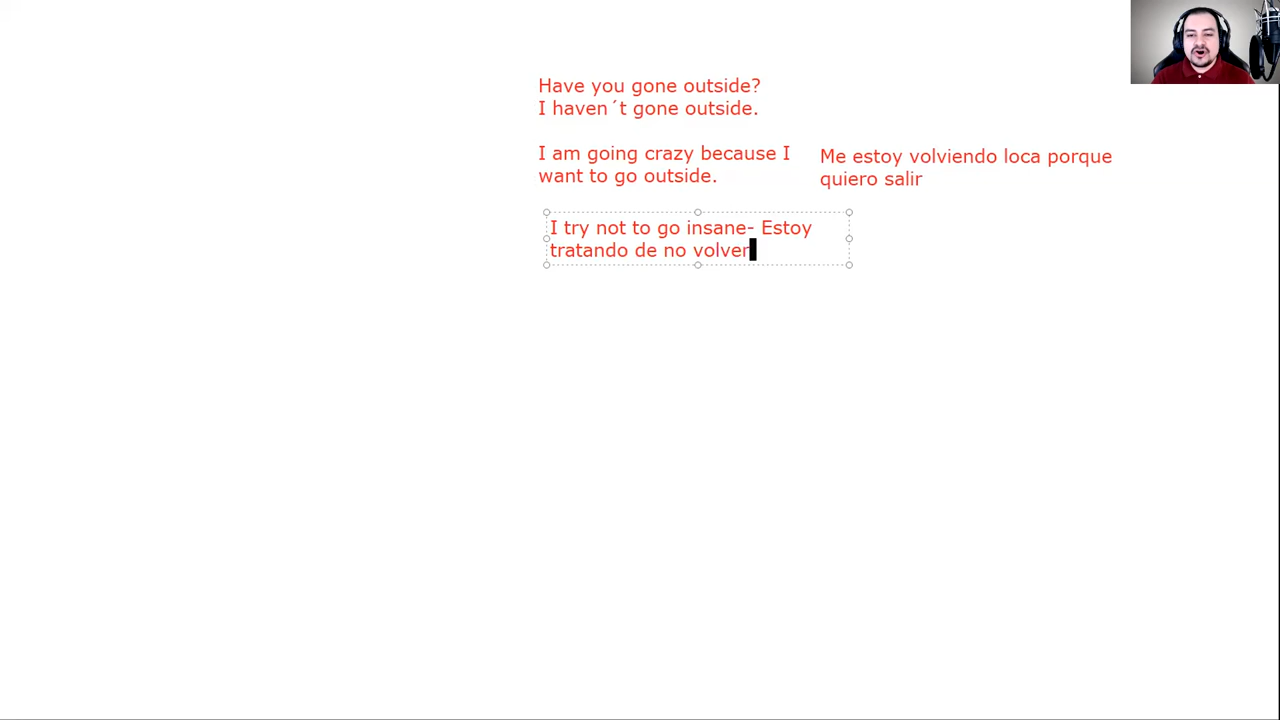 Have you gone outside?
I haven´t gone outside.
I am going crazy because I
want to go outside.
Me estoy volviendo loca porque
quiero salir
I try not to go insane- Estoy
tratando de no volver